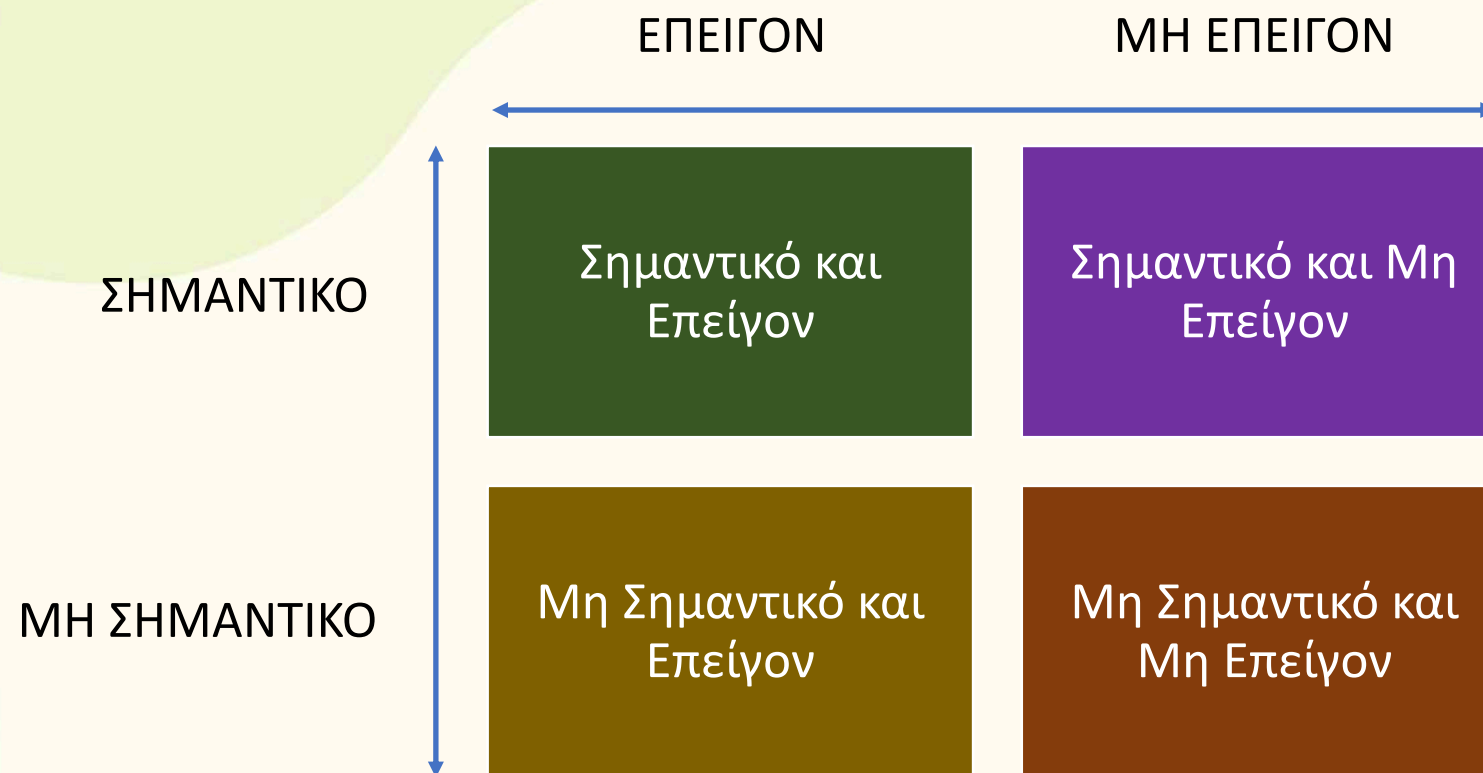 ΕΠΕΙΓΟΝ ΜΗ ΕΠΕΙΓΟΝ
ΣΗΜΑΝΤΙΚΟ
Σημαντικό και
Επείγον
Σημαντικό και Μη
Επείγον
ΜΗ ΣΗΜΑΝΤΙΚΟ
Μη Σημαντικό και
Επείγον
Μη Σημαντικό και
Μη Επείγον